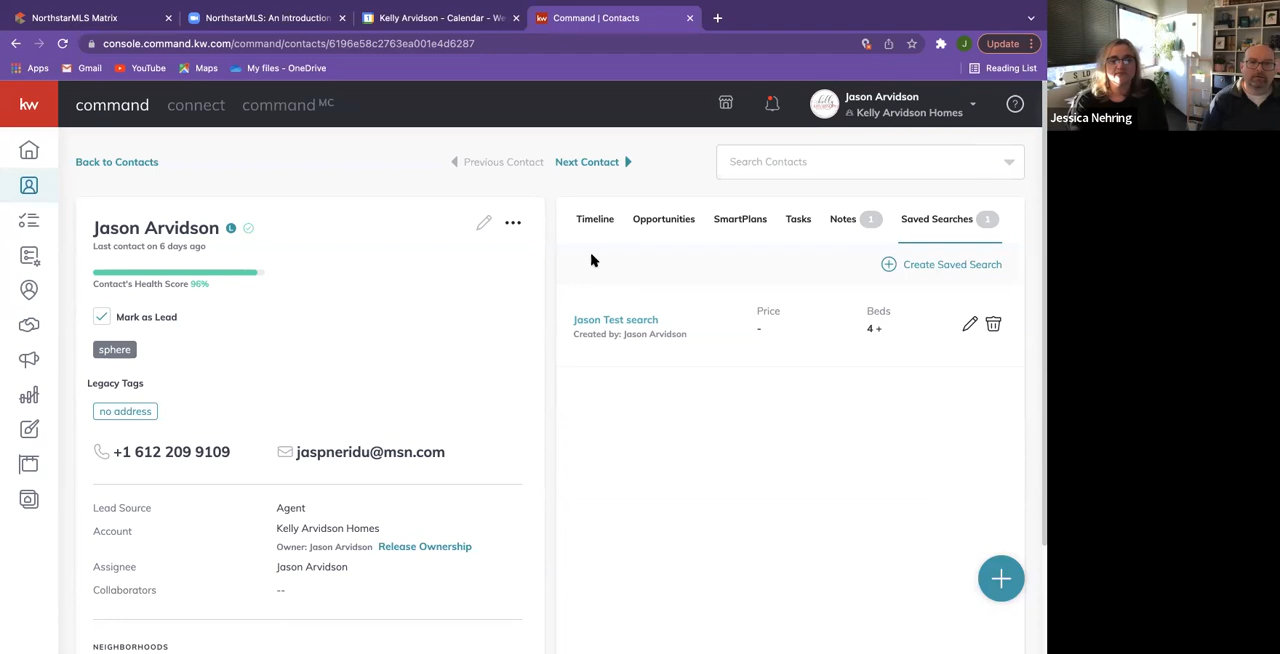 NorthstarMLS Matrix
NorthstarMLS: An Introduction
Kelly Arvidson - Calendar - We
Command | Contacts
console.command.kw.com/command/contacts/6196e58c2763ea001e4d6287
J
Update
Apps
Gmail
YouTube
Maps
My files - OneDrive
Reading List
kw
command
connect
command MC
Jason Arvidson
Kelly Arvidson Homes
Jessica Nehring
Back to Contacts
Previous Contact
Next Contact
Search Contacts
Jason Arvidson
L
Last contact on 6 days ago
Contact's Health Score 96%
Mark as Lead
sphere
Legacy Tags
no address
+1 612 209 9109
jaspneridu@msn.com
Lead Source
Agent
Account
Kelly Arvidson Homes
Owner: Jason Arvidson Release Ownership
Assignee
Jason Arvidson
Collaborators
--
NEIGHBORHOODS
Timeline
Opportunities
SmartPlans
Tasks
Notes 1
Saved Searches 1
Create Saved Search
Jason Test search
Created by: Jason Arvidson
Price
-
Beds
4 +